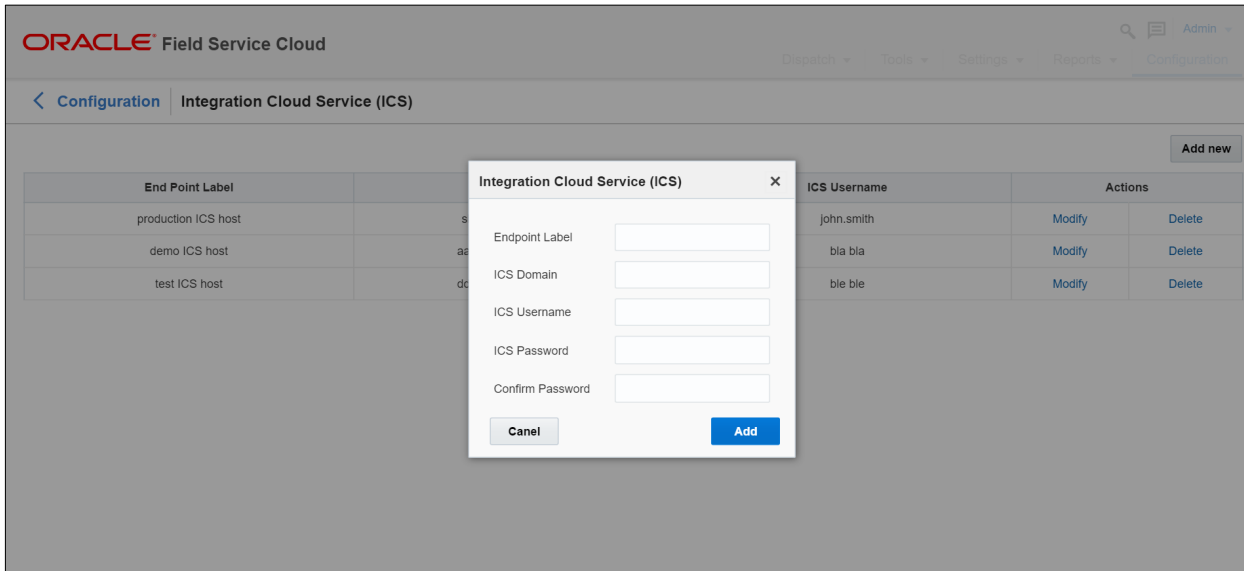 ORACLE Field Service Cloud
Admin
Dispatch Tools Settings Reports Configuration
Configuration Integration Cloud Service (ICS)
Add new
End Point Label ICS Username Actions
production ICS host s john.smith Modify Delete
demo ICS host aa bla bla Modify Delete
test ICS host ble ble Modify Delete
Integration Cloud Service (ICS)
Endpoint Label
ICS Domain
ICS Username
ICS Password
Confirm Password
Canel Add